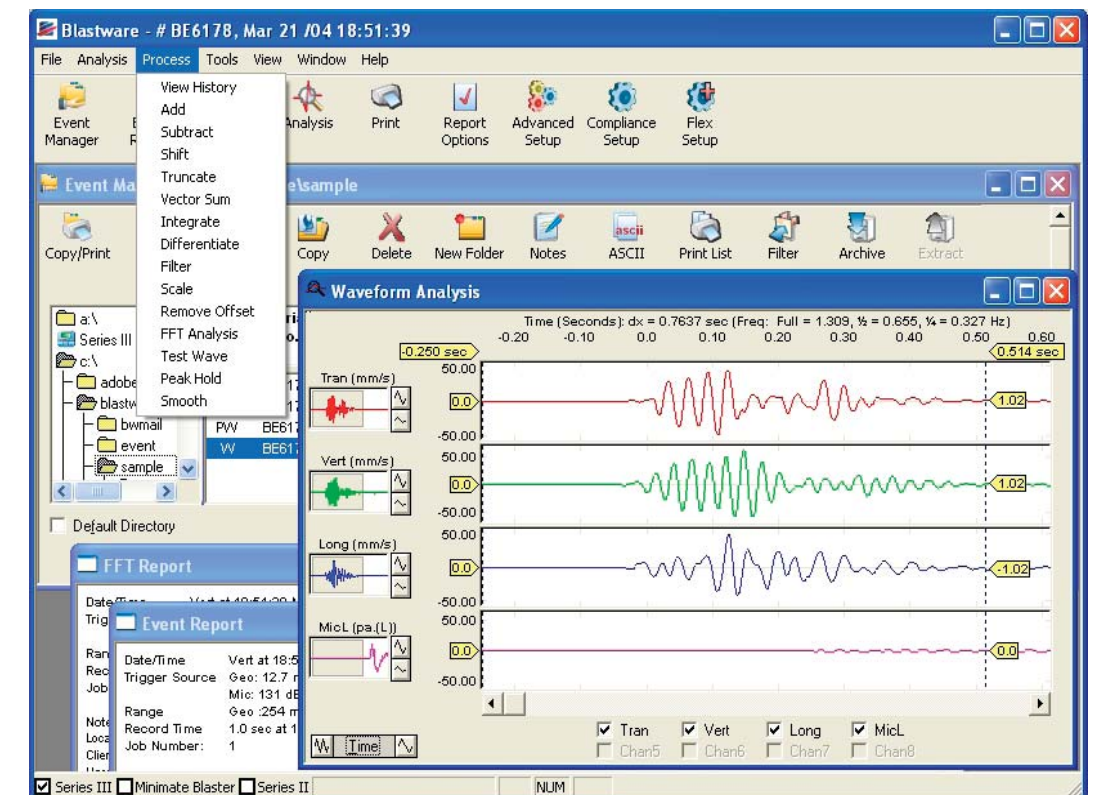 Blastware - # BE6178, Mar 21 /04 18:51:39
File Analysis Process Tools View Window Help
View History
Add
Subtract
Shift
Truncate
Vector Sum
Integrate
Differentiate
Filter
Scale
Remove Offset
FFT Analysis
Test Wave
Peak Hold
Smooth
Event Manager
Analysis
Print
Report Options
Advanced Setup
Compliance Setup
Flex Setup
Event Ma e\sample
Copy/Print
Copy
Delete
New Folder
Notes
ASCII
ascii
Print List
Filter
Archive
Extract
a:\
Series III
c:\
adobe
blastw
bwmail
event
sample
PW BE617
W BE617
Default Directory
Waveform Analysis
Time (Seconds): dx = 0.7637 sec (Freq: Full = 1.309, ½ = 0.655, ¼ = 0.327 Hz)
-0.20 -0.10 0.0 0.10 0.20 0.30 0.40 0.50 0.60
-0.250 sec
0.514 sec
Tran (mm/s)
50.00
0.0
-50.00
1.02
Vert (mm/s)
50.00
0.0
-50.00
1.02
Long (mm/s)
50.00
0.0
-50.00
-1.02
MicL (pa.(L))
50.00
0.0
-50.00
0.0
Time
Tran Vert Long MicL
Chan5 Chan6 Chan7 Chan8
FFT Report
Trig
Ran
Rec
Job
Note
Loca
Clien
Event Report
Date/Time Vert at 18:5
Trigger Source Geo: 12.7
Mic: 131 dB
Range Geo :254 m
Record Time 1.0 sec at 1
Job Number: 1
Series III Minimate Blaster Series II NUM